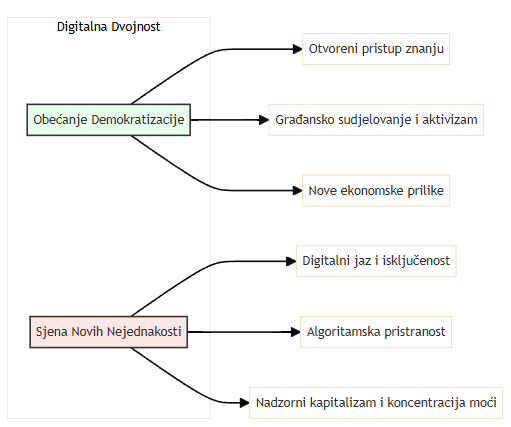 Digitalna Dvojnost
Otvoreni pristup znanju
Obećanje Demokratizacije
Građansko sudjelovanje i aktivizam
Nove ekonomske prilike
Digitalni jaz i isključenost
Sjena Novih Nejednakosti
Algoritamska pristranost
Nadzorni kapitalizam i koncentracija moći